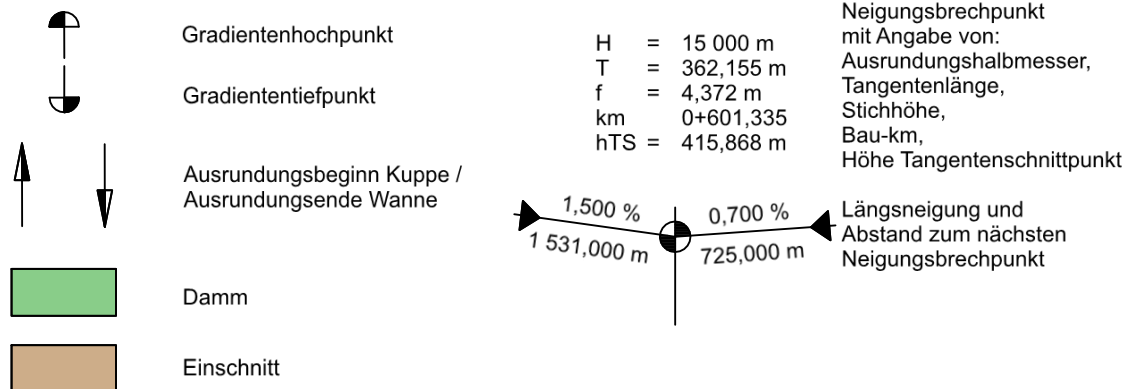 Gradientenhochpunkt
Gradiententiefpunkt
Ausrundungsbeginn Kuppe /
Ausrundungsende Wanne
Damm
Einschnitt
H = 15 000 m
T = 362,155 m
f = 4,372 m
km 0+601,335
hTS = 415,868 m
Neigungsbrechpunkt
mit Angabe von:
Ausrundungshalbmesser,
Tangentenlänge,
Stichhöhe,
Bau-km,
Höhe Tangentenschnittpunkt
1,500 %
1 531,000 m
0,700 %
725,000 m
Längsneigung und
Abstand zum nächsten
Neigungsbrechpunkt